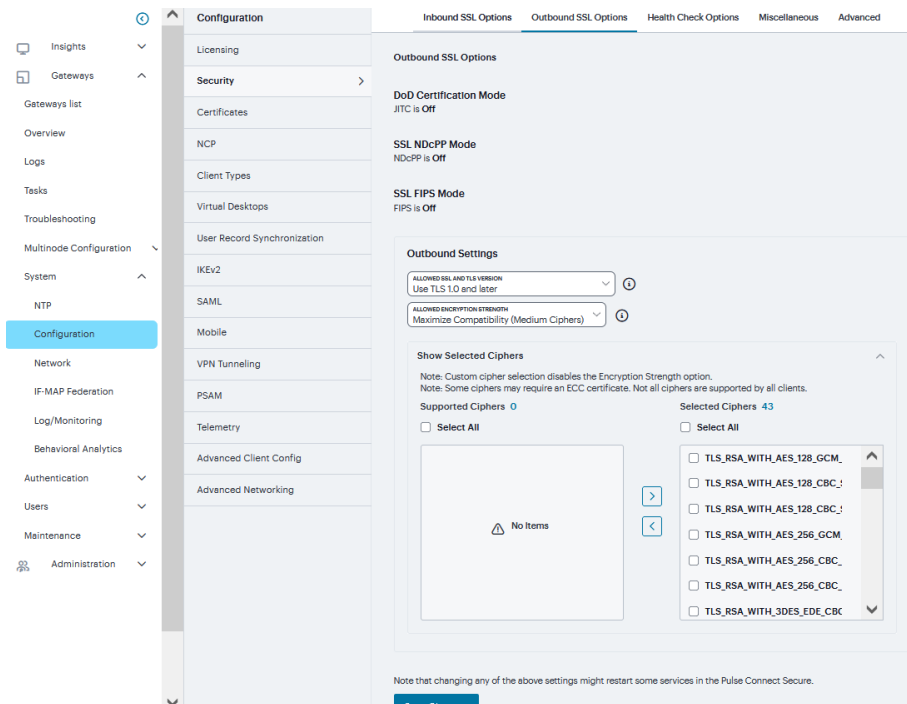 Insights
Gateways
Gateways list
Overview
Logs
Tasks
Troubleshooting
Multinode Configuration
System
NTP
Configuration
Network
IF-MAP Federation
Log/Monitoring
Behavioral Analytics
Authentication
Users
Maintenance
Administration
Configuration
Licensing
Security
Certificates
NCP
Client Types
Virtual Desktops
User Record Synchronization
IKEv2
SAML
Mobile
VPN Tunneling
PSAM
Telemetry
Advanced Client Config
Advanced Networking
Inbound SSL Options Outbound SSL Options Health Check Options Miscellaneous Advanced
Outbound SSL Options
DoD Certification Mode
JITC is Off
SSL NDcPP Mode
NDcPP is Off
SSL FIPS Mode
FIPS is Off
Outbound Settings
ALLOWED SSL AND TLS VERSION
Use TLS 1.0 and later
ALLOWED ENCRYPTION STRENGTH
Maximize Compatibility (Medium Ciphers)
Show Selected Ciphers
Note: Custom cipher selection disables the Encryption Strength option.
Note: Some ciphers may require an ECC certificate. Not all ciphers are supported by all clients.
Supported Ciphers 0
Select All
No Items
Selected Ciphers 43
Select All
TLS_RSA_WITH_AES_128_GCM_
TLS_RSA_WITH_AES_128_CBC_S
TLS_RSA_WITH_AES_128_CBC_S
TLS_RSA_WITH_AES_256_GCM_
TLS_RSA_WITH_AES_256_CBC_
TLS_RSA_WITH_AES_256_CBC_
TLS_RSA_WITH_3DES_EDE_CBC
Note that changing any of the above settings might restart some services in the Pulse Connect Secure.